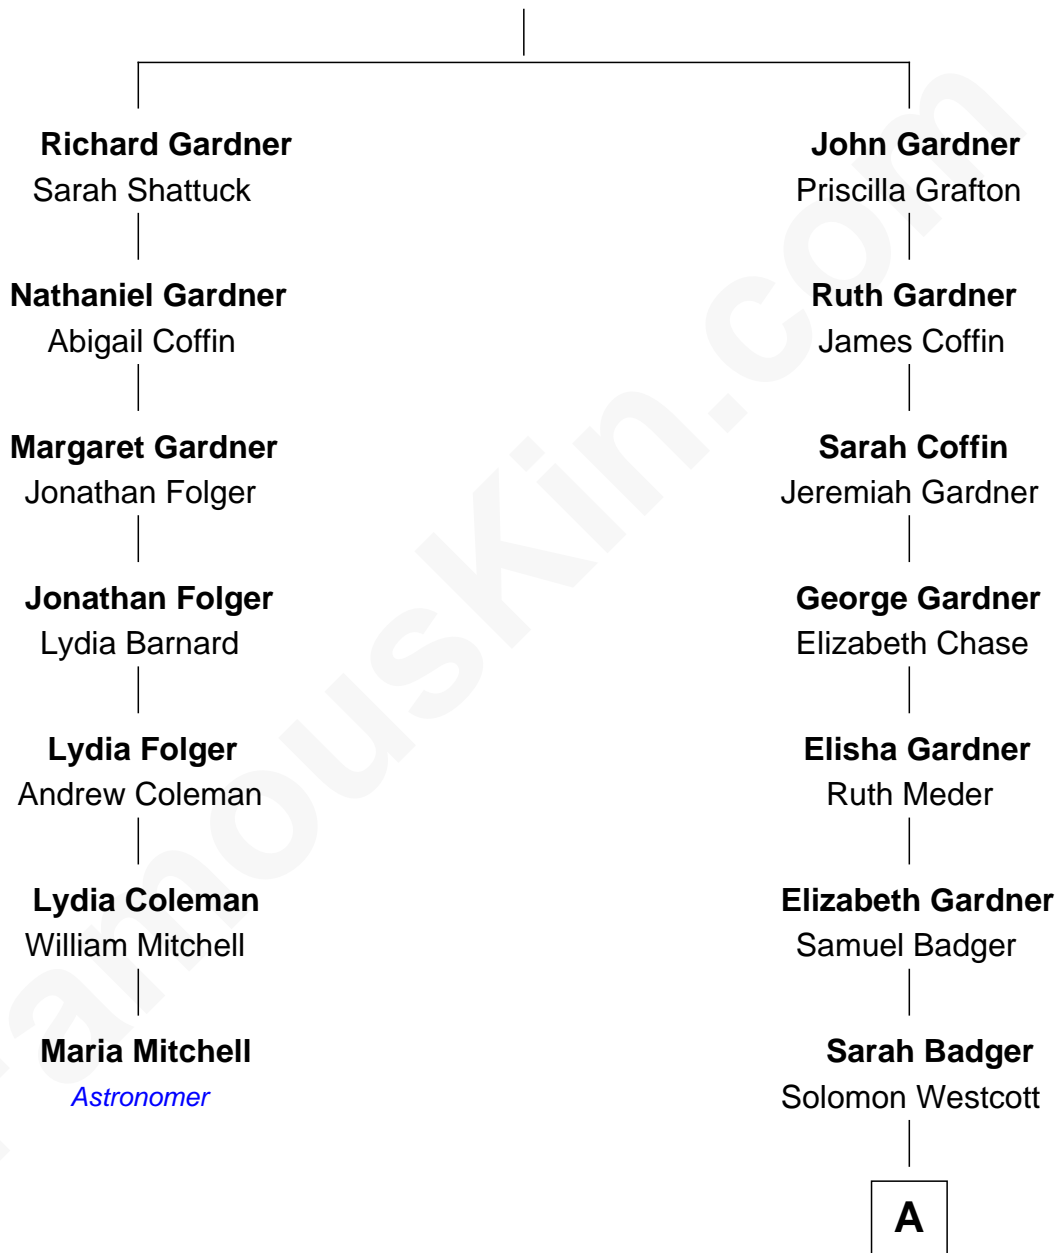 Richard Gardner
Sarah Shattuck
Nathaniel Gardner
Abigail Coffin
Margaret Gardner
Jonathan Folger
Jonathan Folger
Lydia Barnard
Lydia Folger
Andrew Coleman
Lydia Coleman
William Mitchell
Maria Mitchell
Astronomer
John Gardner
Priscilla Grafton
Ruth Gardner
James Coffin
Sarah Coffin
Jeremiah Gardner
George Gardner
Elizabeth Chase
Elisha Gardner
Ruth Meder
Elizabeth Gardner
Samuel Badger
Sarah Badger
Solomon Westcott
A
FamousKin.com